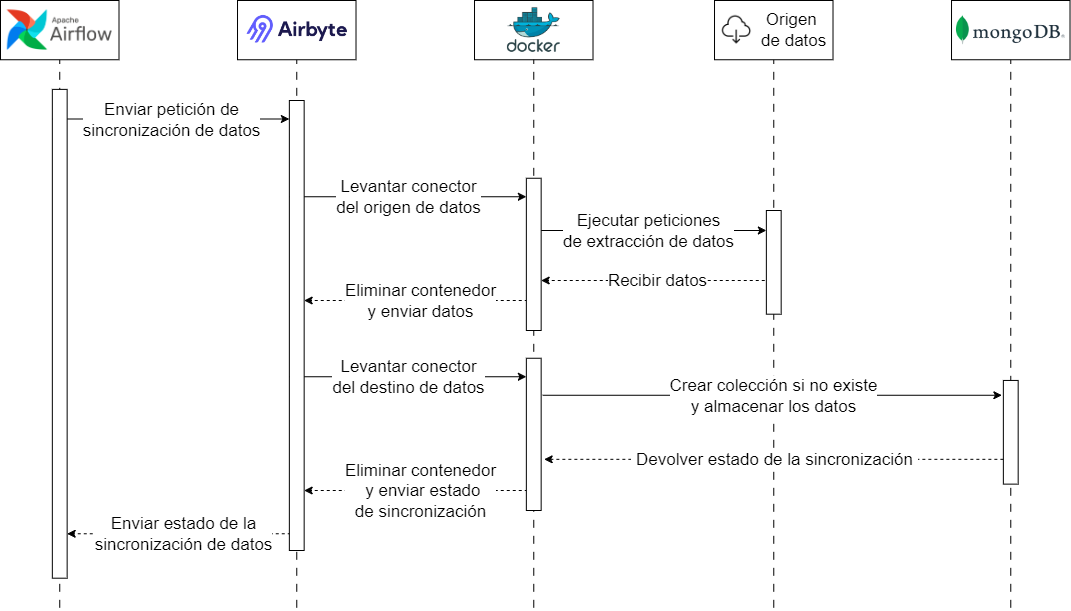 Apache
Airflow
Airbyte
docker
Origen
de datos
mongoDB.
Enviar petición de
sincronización de datos
Levantar conector
del origen de datos
Ejecutar peticiones
de extracción de datos
Recibir datos
Eliminar contenedor
y enviar datos
Levantar conector
del destino de datos
Crear colección si no existe
y almacenar los datos
Devolver estado de la sincronización
Eliminar contenedor
y enviar estado
de sincronización
Enviar estado de la
sincronización de datos